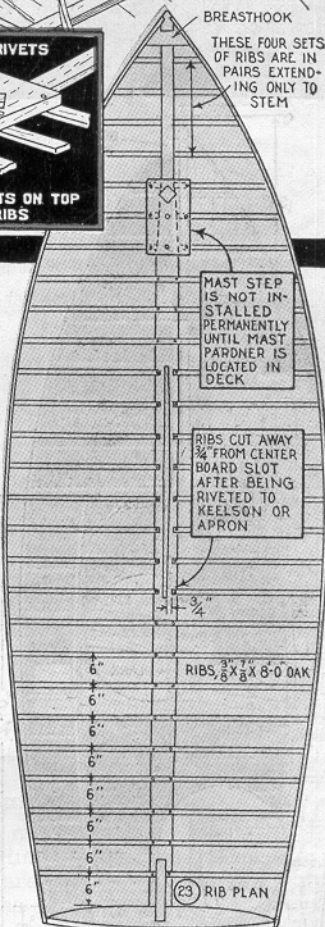 RIVETS
TS ON TOP
RIBS
BREASTHOOK
THESE FOUR SETS
OF RIBS ARE IN
PAIRS EXTEND-
ING ONLY TO
STEM
MAST STEP
IS NOT IN-
STALLED
PERMANENTLY
UNTIL MAST
PARDNER IS
LOCATED IN
DECK
RIBS CUT AWAY
3/4" FROM CENTER
BOARD SLOT
AFTER BEING
RIVETED TO
KEELSON OR
APRON
3/4"
RIBS, 3/8" X 7/8" X 8'-0" OAK
6"
6"
6"
6"
6"
6"
6"
6"
23 RIB PLAN